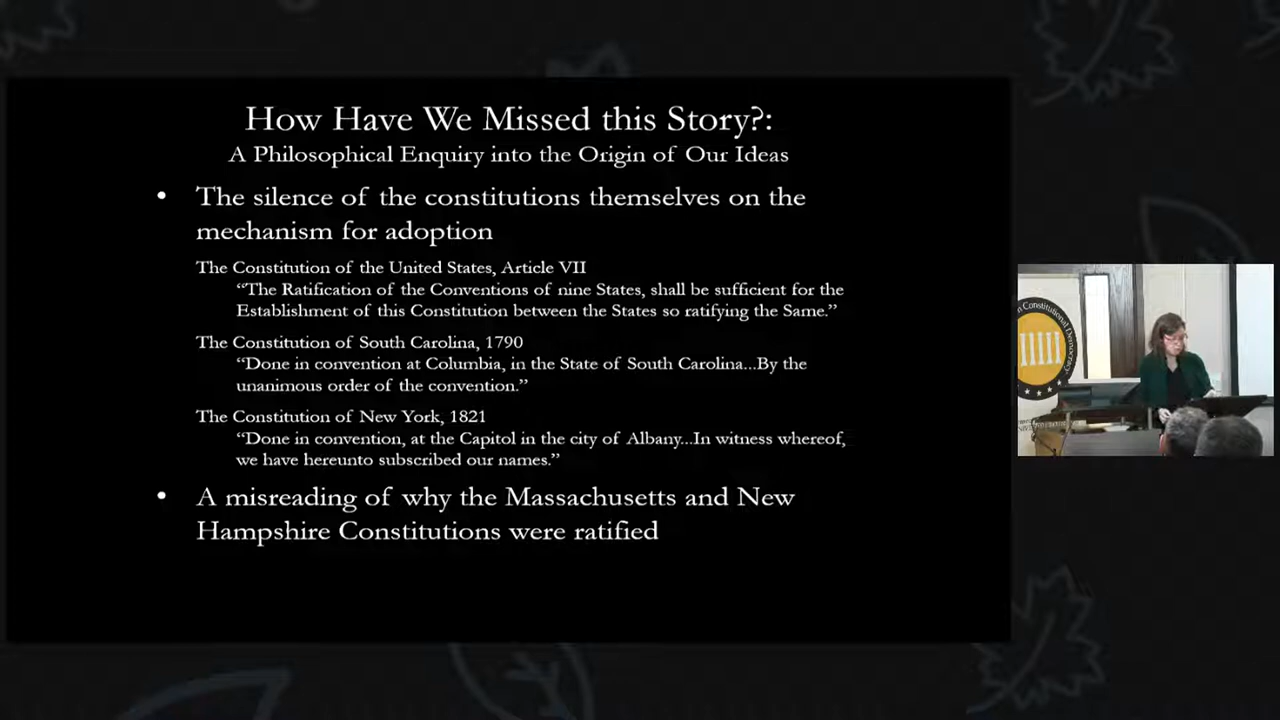 How Have We Missed this Story?:
A Philosophical Enquiry into the Origin of Our Ideas
• The silence of the constitutions themselves on the
mechanism for adoption
The Constitution of the United States, Article VII
“The Ratification of the Conventions of nine States, shall be sufficient for the
Establishment of this Constitution between the States so ratifying the Same.”
The Constitution of South Carolina, 1790
“Done in convention at Columbia, in the State of South Carolina...By the
unanimous order of the convention.”
The Constitution of New York, 1821
“Done in convention, at the Capitol in the city of Albany...In witness whereof,
we have hereunto subscribed our names.”
• A misreading of why the Massachusetts and New
Hampshire Constitutions were ratified
Constitutional Democracy